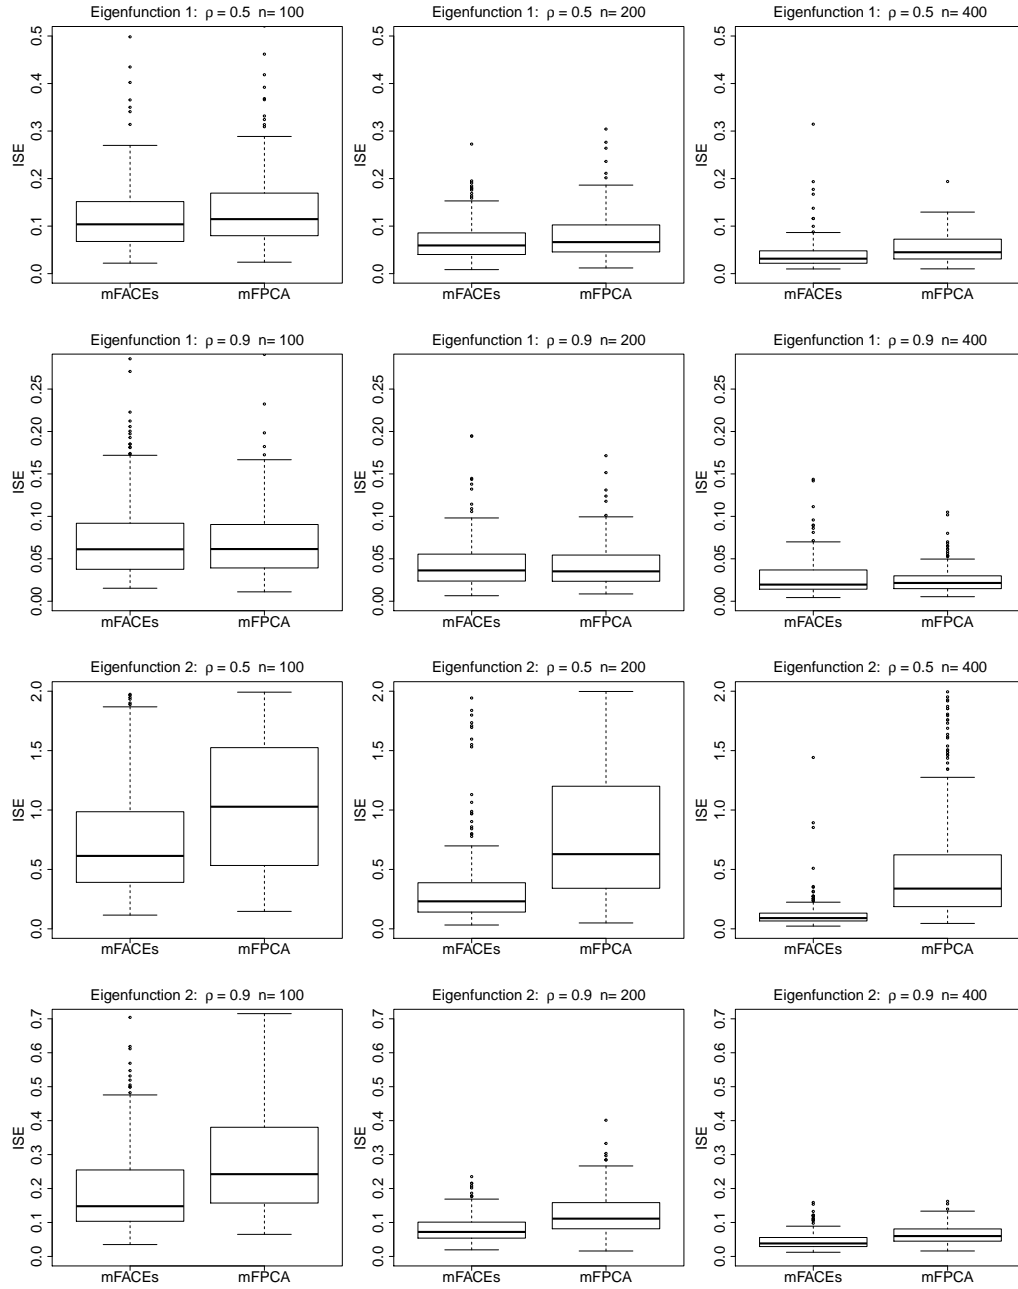 Eigenfunction 1: ρ = 0.5 n= 100
ISE
0.0 0.1 0.2 0.3 0.4 0.5
mFACEs mFPCA
Eigenfunction 1: ρ = 0.5 n= 200
ISE
0.0 0.1 0.2 0.3 0.4 0.5
mFACEs mFPCA
Eigenfunction 1: ρ = 0.5 n= 400
ISE
0.0 0.1 0.2 0.3 0.4 0.5
mFACEs mFPCA
Eigenfunction 1: ρ = 0.9 n= 100
ISE
0.00 0.05 0.10 0.15 0.20 0.25
mFACEs mFPCA
Eigenfunction 1: ρ = 0.9 n= 200
ISE
0.00 0.05 0.10 0.15 0.20 0.25
mFACEs mFPCA
Eigenfunction 1: ρ = 0.9 n= 400
ISE
0.00 0.05 0.10 0.15 0.20 0.25
mFACEs mFPCA
Eigenfunction 2: ρ = 0.5 n= 100
ISE
0.0 0.5 1.0 1.5 2.0
mFACEs mFPCA
Eigenfunction 2: ρ = 0.5 n= 200
ISE
0.0 0.5 1.0 1.5 2.0
mFACEs mFPCA
Eigenfunction 2: ρ = 0.5 n= 400
ISE
0.0 0.5 1.0 1.5 2.0
mFACEs mFPCA
Eigenfunction 2: ρ = 0.9 n= 100
ISE
0.0 0.1 0.2 0.3 0.4 0.5 0.6 0.7
mFACEs mFPCA
Eigenfunction 2: ρ = 0.9 n= 200
ISE
0.0 0.1 0.2 0.3 0.4 0.5 0.6 0.7
mFACEs mFPCA
Eigenfunction 2: ρ = 0.9 n= 400
ISE
0.0 0.1 0.2 0.3 0.4 0.5 0.6 0.7
mFACEs mFPCA